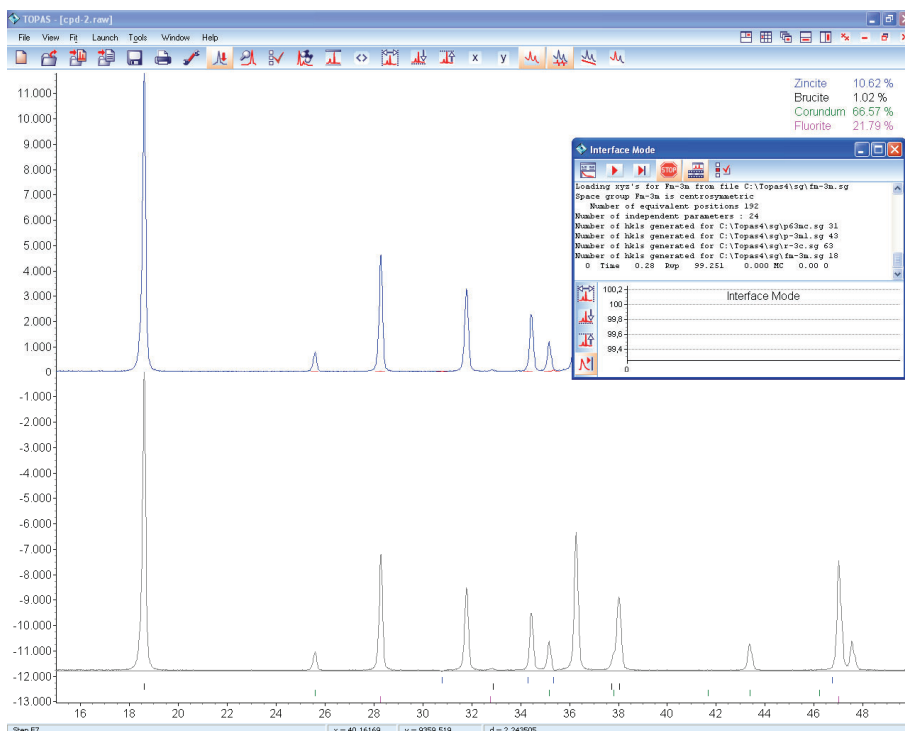 TOPAS - [cpd-2.raw]
File View Fit Launch Tools Window Help
x y
11.000
10.000
9.000
8.000
7.000
6.000
5.000
4.000
3.000
2.000
1.000
0
-1.000
-2.000
-3.000
-4.000
-5.000
-6.000
-7.000
-8.000
-9.000
-10.000
-11.000
-12.000
-13.000
16 18 20 22 24 26 28 30 32 34 36 38 40 42 44 46 48
Zincite 10.62 %
Brucite 1.02 %
Corundum 66.57 %
Fluorite 21.79 %
Interface Mode
STOP
Loading xyz's for Fm-3m from file C:\Topas4\sg\fm-3m.sg
Space group Fm-3m is centrosymmetric
Number of equivalent positions 192
Number of independent parameters : 24
Number of hkls generated for C:\Topas4\sg\p63mc.sg 31
Number of hkls generated for C:\Topas4\sg\p-3m1.sg 43
Number of hkls generated for C:\Topas4\sg\r-3c.sg 63
Number of hkls generated for C:\Topas4\sg\fm-3m.sg 18
0 Time 0.28 Rwp 99.251 0.000 MC 0.00 0
Interface Mode
100,2
100
99,8
99,6
99,4
0
x = 40.16169 y = 9359.519 d = 2.243505